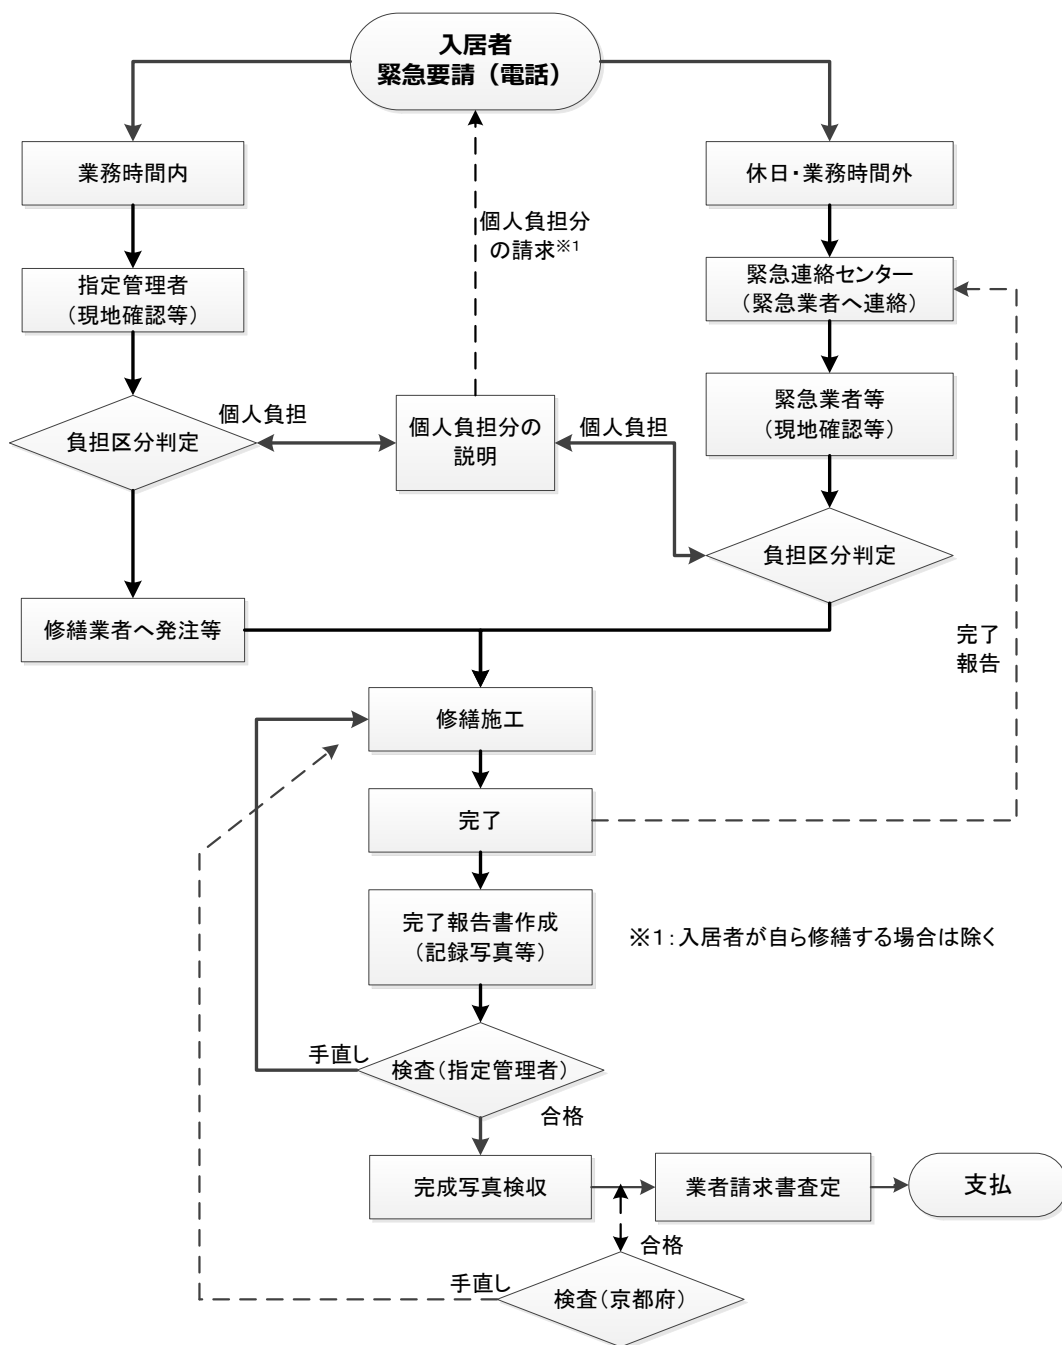 入居者
緊急要請（電話）
業務時間内
休日・業務時間外
個人負担分
の請求※1
指定管理者
（現地確認等）
緊急連絡センター
（緊急業者へ連絡）
緊急業者等
（現地確認等）
個人負担
個人負担
負担区分判定
個人負担分の
説明
負担区分判定
修繕業者へ発注等
完了
報告
修繕施工
完了
完了報告書作成
（記録写真等）
※1：入居者が自ら修繕する場合は除く
手直し
検査（指定管理者）
合格
完成写真検収
業者請求書査定
支払
合格
手直し
検査（京都府）